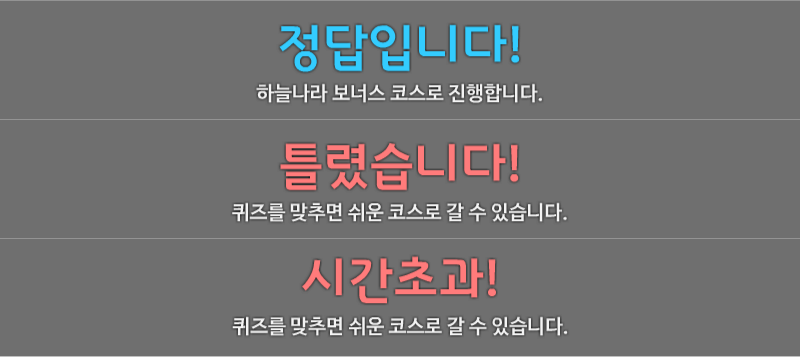 정답입니다!
하늘나라 보너스 코스로 진행합니다.
틀렸습니다!
퀴즈를 맞추면 쉬운 코스로 갈 수 있습니다.
시간초과!
퀴즈를 맞추면 쉬운 코스로 갈 수 있습니다.